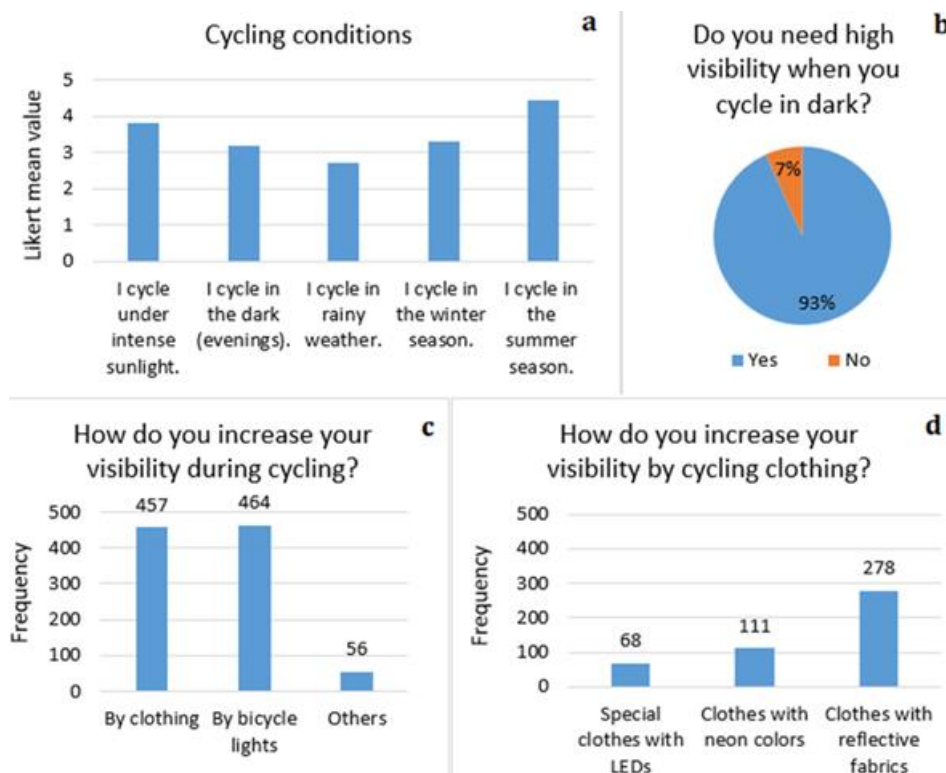 a
Cycling conditions
Likert mean value
5
4
3
2
1
0
I cycle under intense sunlight.
I cycle in the dark (evenings).
I cycle in rainy weather.
I cycle in the winter season.
I cycle in the summer season.
b
Do you need high
visibility when you
cycle in dark?
7%
93%
Yes No
c
How do you increase your
visibility during cycling?
Frequency
500
400
300
200
100
0
457
464
56
By clothing
By bicycle lights
Others
d
How do you increase your
visibility by cycling clothing?
Frequency
500
400
300
200
100
0
68
111
278
Special clothes with LEDs
Clothes with neon colors
Clothes with reflective fabrics